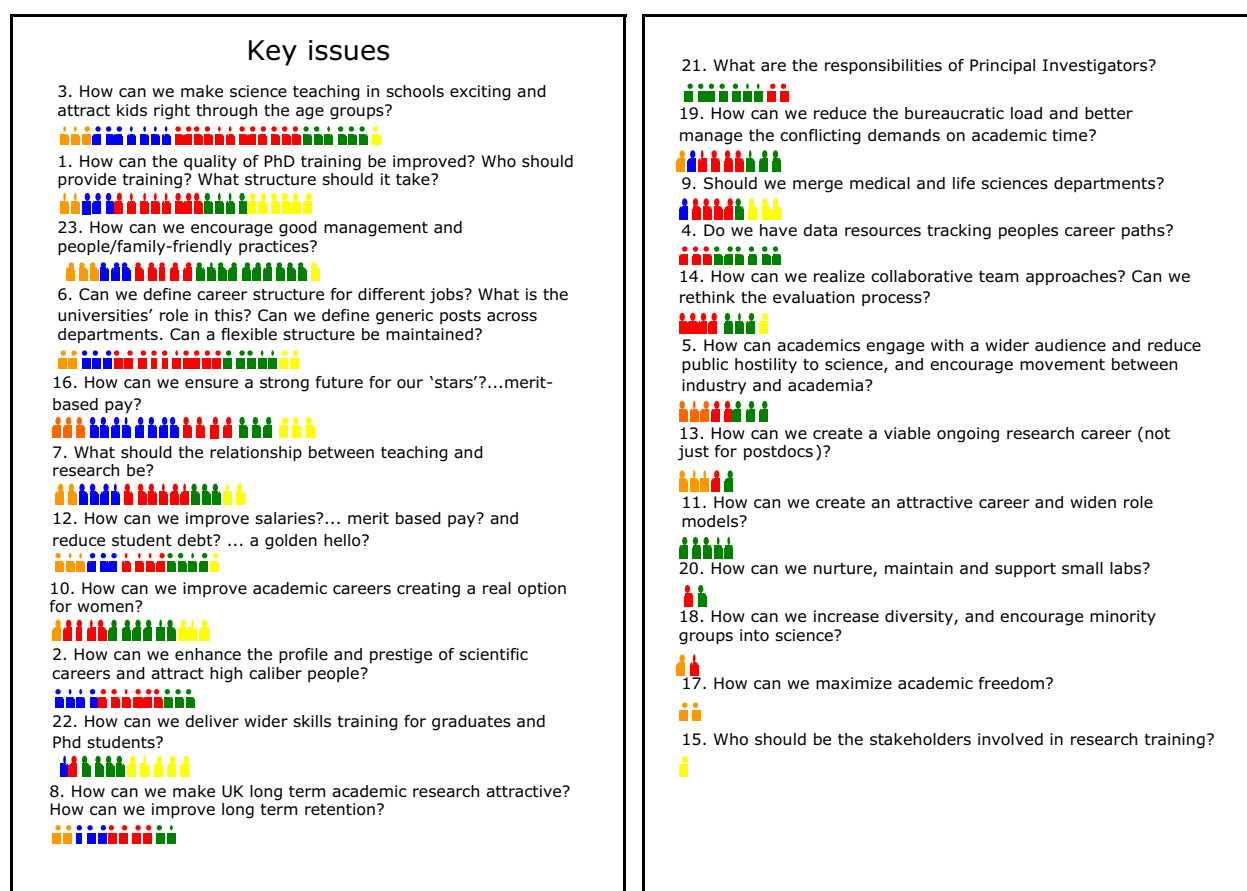 Key issues
3. How can we make science teaching in schools exciting and
attract kids right through the age groups?
1. How can the quality of PhD training be improved? Who should
provide training? What structure should it take?
23. How can we encourage good management and
people/family-friendly practices?
6. Can we define career structure for different jobs? What is the
universities’ role in this? Can we define generic posts across
departments. Can a flexible structure be maintained?
16. How can we ensure a strong future for our ‘stars’?...merit-
based pay?
7. What should the relationship between teaching and
research be?
12. How can we improve salaries?... merit based pay? and
reduce student debt? ... a golden hello?
10. How can we improve academic careers creating a real option
for women?
2. How can we enhance the profile and prestige of scientific
careers and attract high caliber people?
22. How can we deliver wider skills training for graduates and
Phd students?
8. How can we make UK long term academic research attractive?
How can we improve long term retention?
21. What are the responsibilities of Principal Investigators?
19. How can we reduce the bureaucratic load and better
manage the conflicting demands on academic time?
9. Should we merge medical and life sciences departments?
4. Do we have data resources tracking peoples career paths?
14. How can we realize collaborative team approaches? Can we
rethink the evaluation process?
5. How can academics engage with a wider audience and reduce
public hostility to science, and encourage movement between
industry and academia?
13. How can we create a viable ongoing research career (not
just for postdocs)?
11. How can we create an attractive career and widen role
models?
20. How can we nurture, maintain and support small labs?
18. How can we increase diversity, and encourage minority
groups into science?
17. How can we maximize academic freedom?
15. Who should be the stakeholders involved in research training?